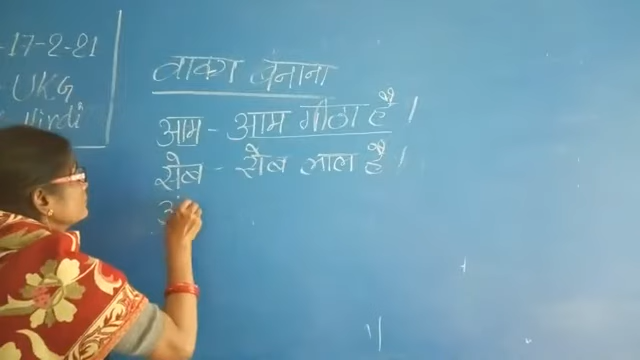 -17-2-21
UKG
Hindi
वाक्य बनाना
आम - आम मीठा है।
सेब - सेब लाल है।